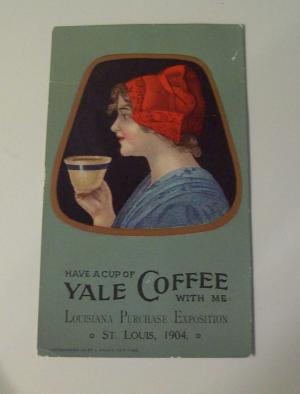 HAVE A CUP OF
YALE COFFEE
WITH ME
LOUISIANA PURCHASE EXPOSITION
ST. LOUIS, 1904.